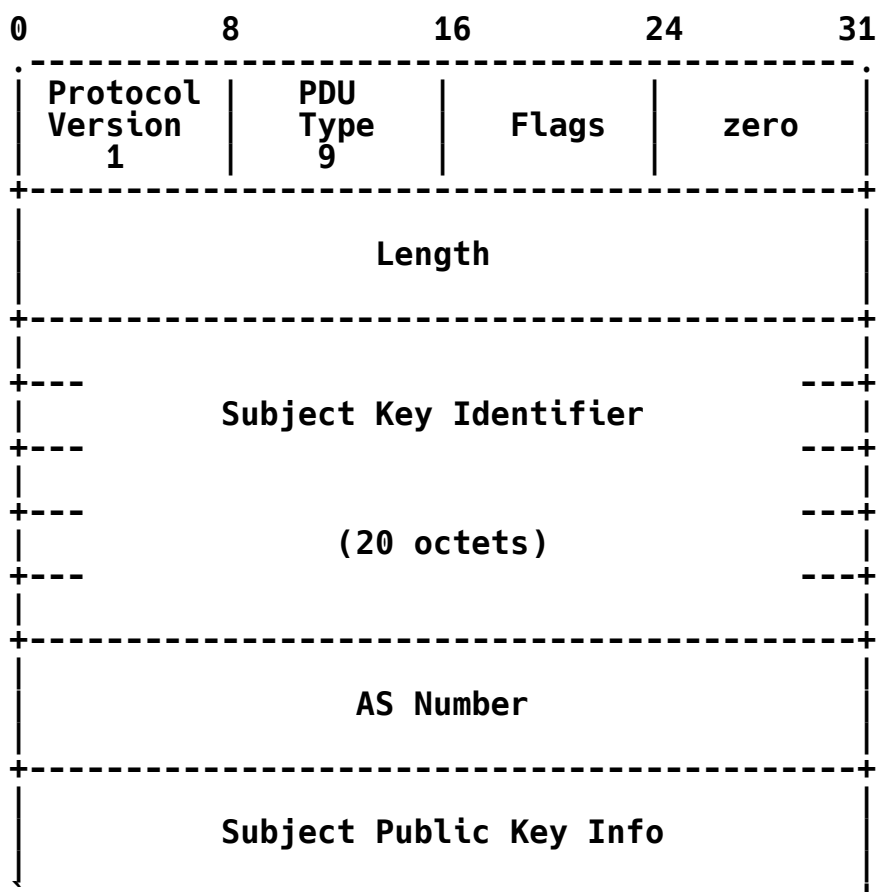 0 8 16 24 31
Protocol PDU
Version Type Flags zero
1 9
Length
Subject Key Identifier
(20 octets)
AS Number
Subject Public Key Info